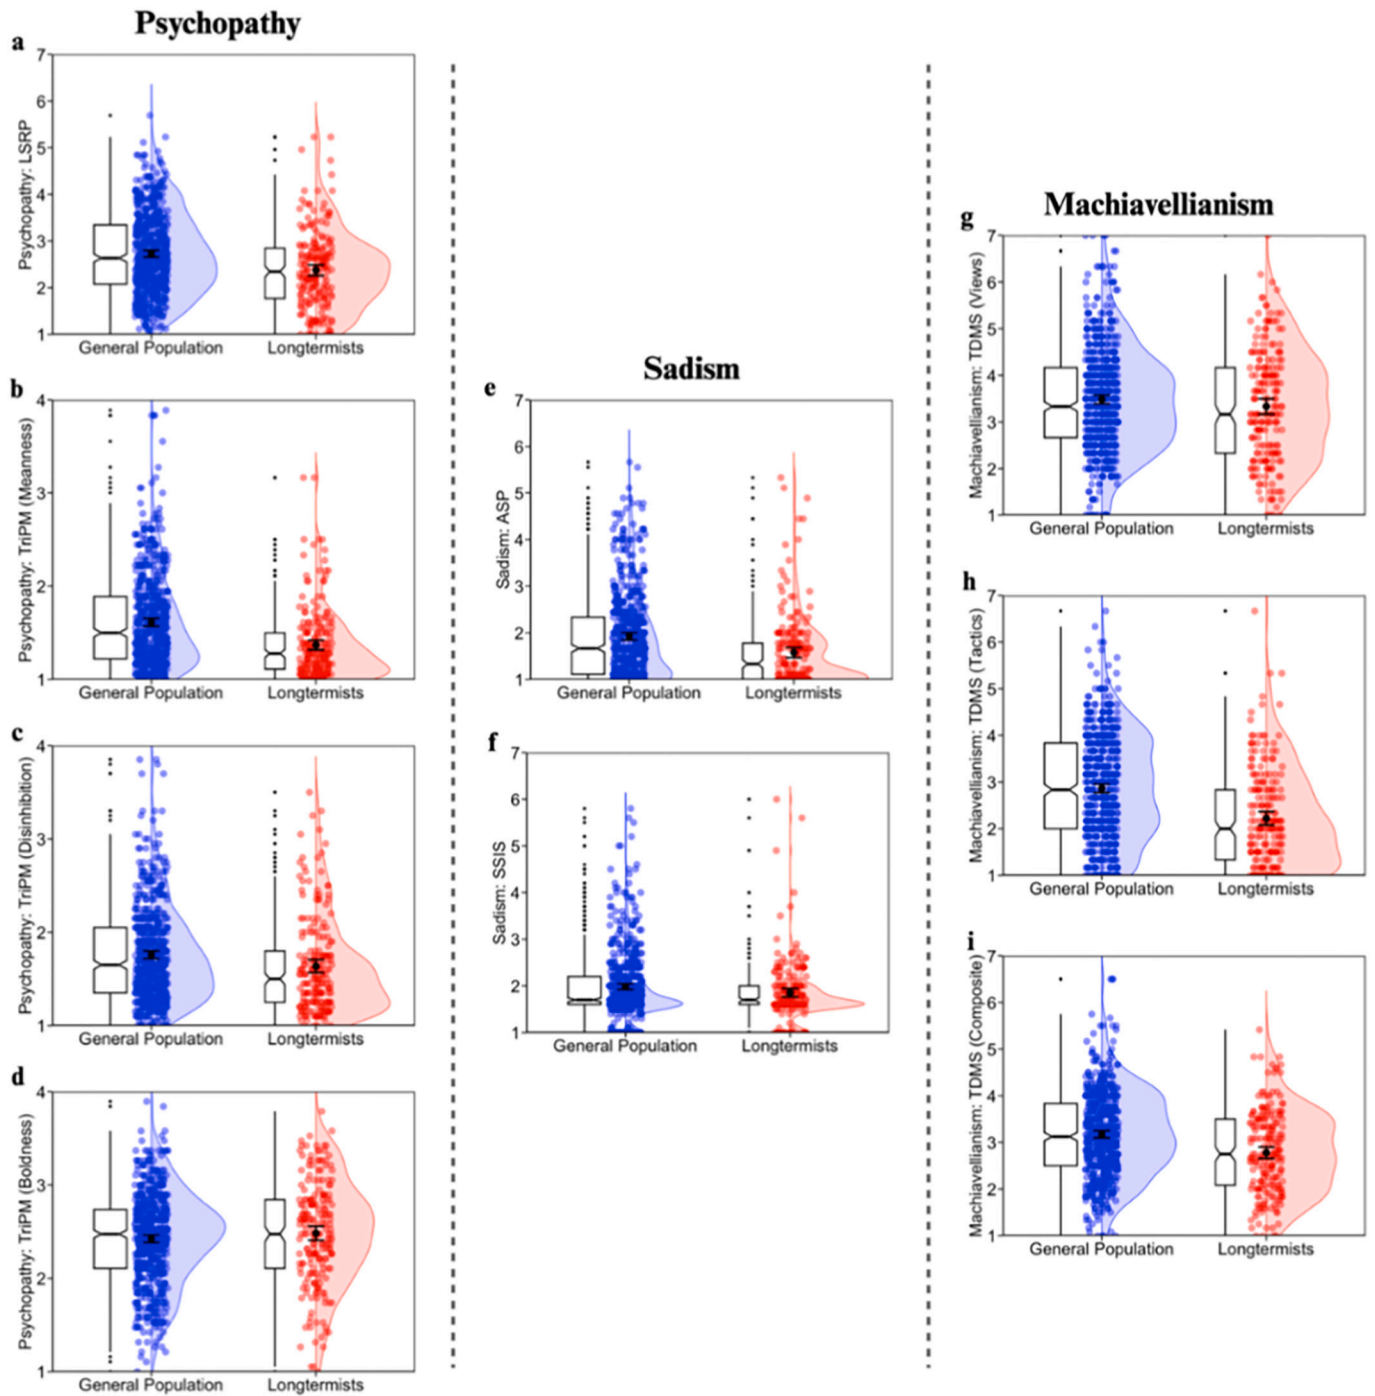 Psychopathy
a
Psychopathy: LSRP
7
6
5
4
3
2
1
General Population Longtermists
b
Psychopathy: TriPM (Meanness)
4
3
2
1
General Population Longtermists
c
Psychopathy: TriPM (Disinhibition)
4
3
2
1
General Population Longtermists
d
Psychopathy: TriPM (Boldness)
4
3
2
1
General Population Longtermists
Sadism
e
Sadism: ASP
7
6
5
4
3
2
1
General Population Longtermists
f
Sadism: SSIS
7
6
5
4
3
2
1
General Population Longtermists
Machiavellianism
g
Machiavellianism: TDMS (Views)
7
6
5
4
3
2
1
General Population Longtermists
h
Machiavellianism: TDMS (Tactics)
7
6
5
4
3
2
1
General Population Longtermists
i
Machiavellianism: TDMS (Composite)
7
6
5
4
3
2
1
General Population Longtermists